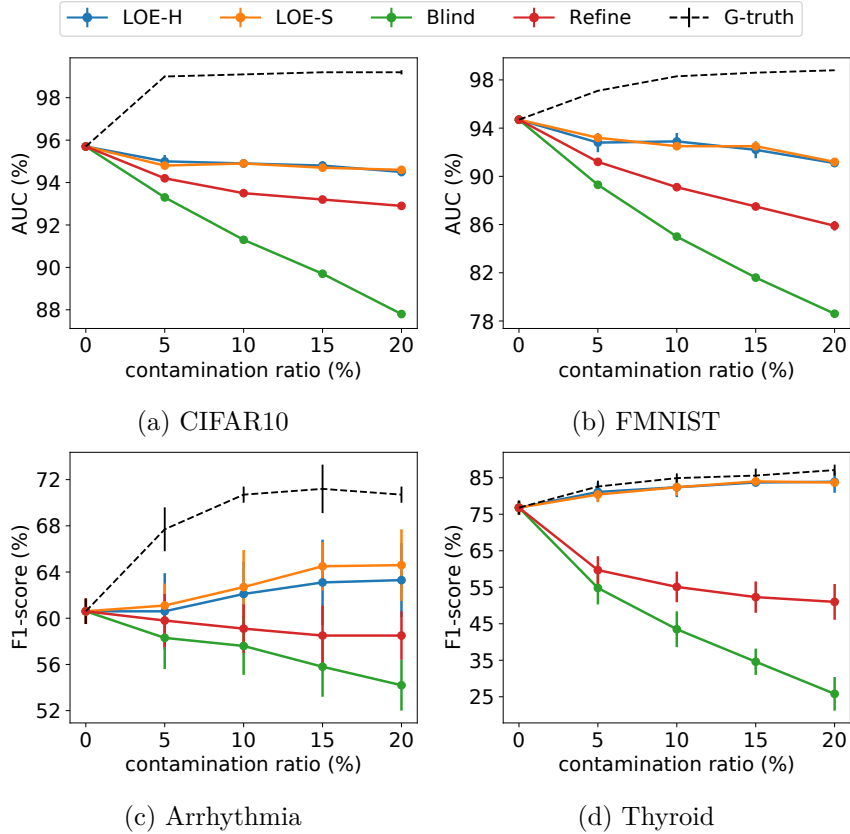 LOE-H LOE-S Blind Refine G-truth
AUC (%)
98
96
94
92
90
88
0 5 10 15 20
contamination ratio (%)
(a) CIFAR10
AUC (%)
98
94
90
86
82
78
0 5 10 15 20
contamination ratio (%)
(b) FMNIST
F1-score (%)
72
68
64
60
56
52
0 5 10 15 20
contamination ratio (%)
(c) Arrhythmia
F1-score (%)
85
75
65
55
45
35
25
0 5 10 15 20
contamination ratio (%)
(d) Thyroid